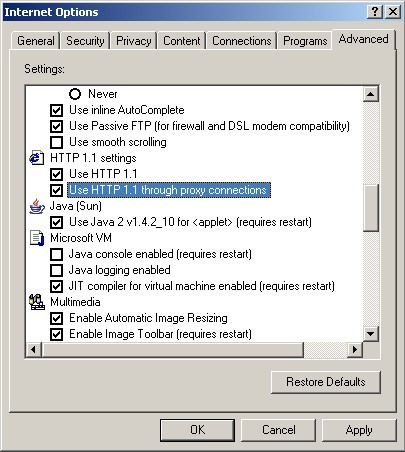 Internet Options
General Security Privacy Content Connections Programs Advanced
Settings:
Never
Use inline AutoComplete
Use Passive FTP (for firewall and DSL modem compatibility)
Use smooth scrolling
HTTP 1.1 settings
Use HTTP 1.1
Use HTTP 1.1 through proxy connections
Java (Sun)
Use Java 2 v1.4.2_10 for <applet> (requires restart)
Microsoft VM
Java console enabled (requires restart)
Java logging enabled
JIT compiler for virtual machine enabled (requires restart)
Multimedia
Enable Automatic Image Resizing
Enable Image Toolbar (requires restart)
Restore Defaults
OK Cancel Apply